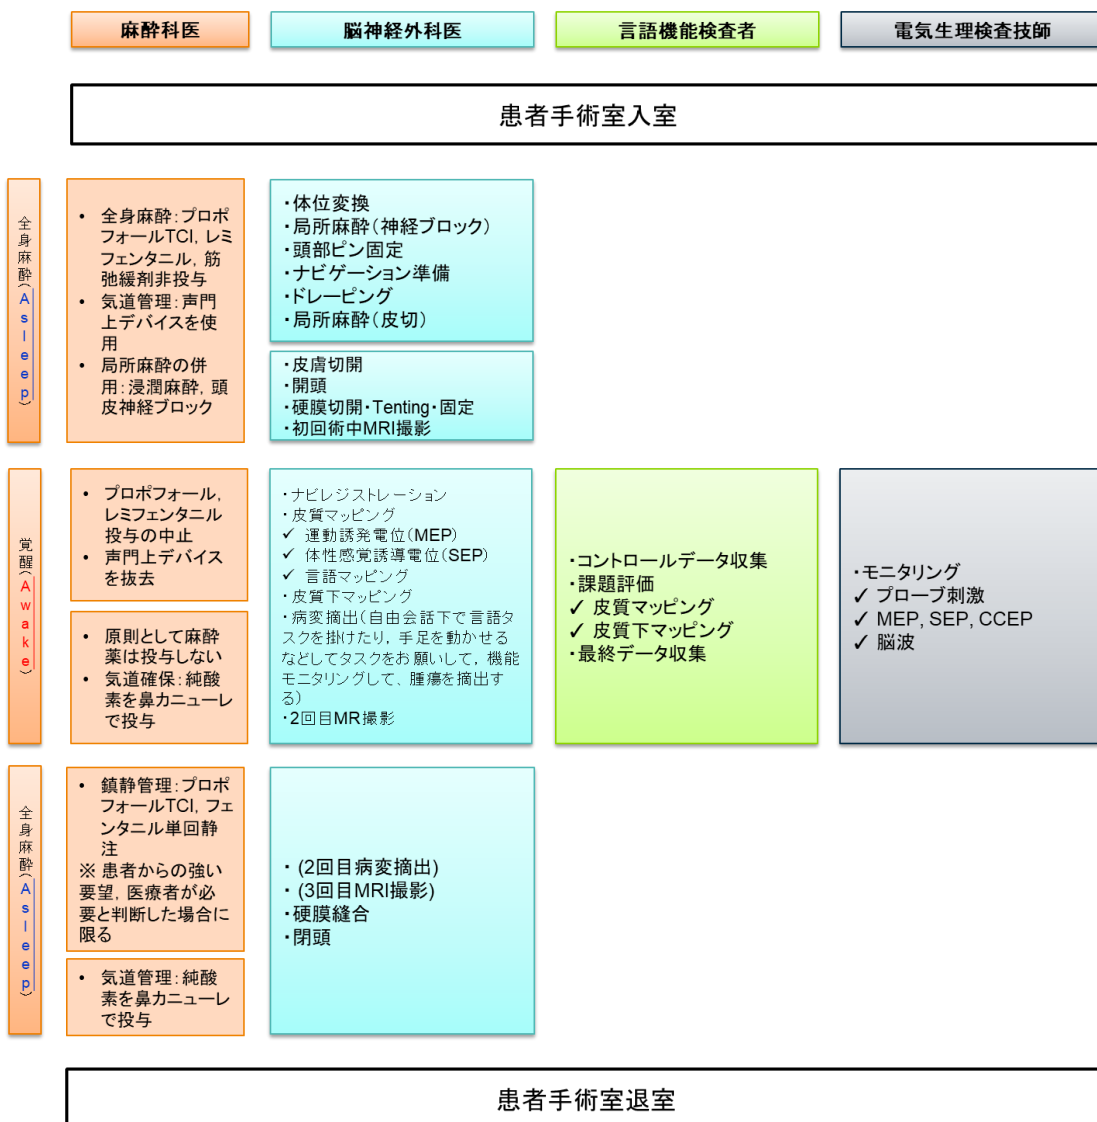 麻酔科医
脳神経外科医
言語機能検査者
電気生理検査技師
患者手術室入室
全身麻酔(Asleep)
• 全身麻酔:プロポ
フォールTCI, レミ
フェンタニル, 筋
弛緩剤非投与
• 気道管理:声門
上デバイスを使
用
• 局所麻酔の併
用:浸潤麻酔, 頭
皮神経ブロック
・体位変換
・局所麻酔(神経ブロック)
・頭部ピン固定
・ナビゲーション準備
・ドレーピング
・局所麻酔(皮切)
・皮膚切開
・開頭
・硬膜切開・Tenting・固定
・初回術中MRI撮影
覚醒(Awake)
• プロポフォール,
レミフェンタニル
投与の中止
• 声門上デバイス
を抜去
• 原則として麻酔
薬は投与しない
• 気道確保:純酸
素を鼻カニューレ
で投与
・ナビレジストレーション
・皮質マッピング
✓ 運動誘発電位(MEP)
✓ 体性感覚誘導電位(SEP)
✓ 言語マッピング
・皮質下マッピング
・病変摘出(自由会話下で言語タ
スクを掛けたり, 手足を動かせる
などしてタスクをお願いして, 機能
モニタリングして、腫瘍を摘出す
る)
・2回目MR撮影
・コントロールデータ収集
・課題評価
✓ 皮質マッピング
✓ 皮質下マッピング
・最終データ収集
・モニタリング
✓ プローブ刺激
✓ MEP, SEP, CCEP
✓ 脳波
全身麻酔(Asleep)
• 鎮静管理:プロポ
フォールTCI, フェ
ンタニル単回静
注
※ 患者からの強い
要望, 医療者が必
要と判断した場合に
限る
• 気道管理:純酸
素を鼻カニューレ
で投与
・ (2回目病変摘出)
・ (3回目MRI撮影)
・硬膜縫合
・閉頭
患者手術室退室